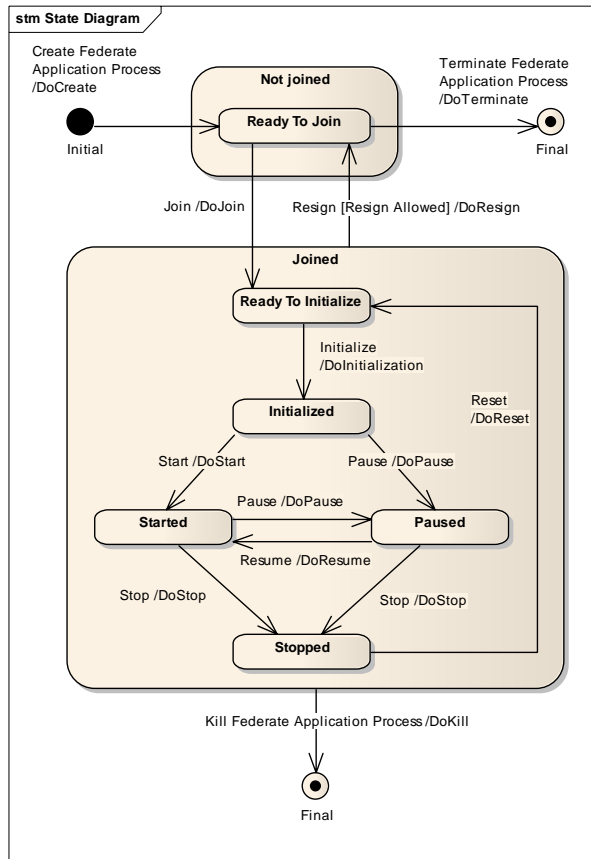 stm State Diagram
Create Federate
Application Process
/DoCreate
Initial
Not joined
Ready To Join
Terminate Federate
Application Process
/DoTerminate
Final
Join /DoJoin
Resign [Resign Allowed] /DoResign
Joined
Ready To Initialize
Initialize
/DoInitialization
Reset
/DoReset
Initialized
Start /DoStart
Pause /DoPause
Pause /DoPause
Started
Paused
Resume /DoResume
Stop /DoStop
Stop /DoStop
Stopped
Kill Federate Application Process /DoKill
Final